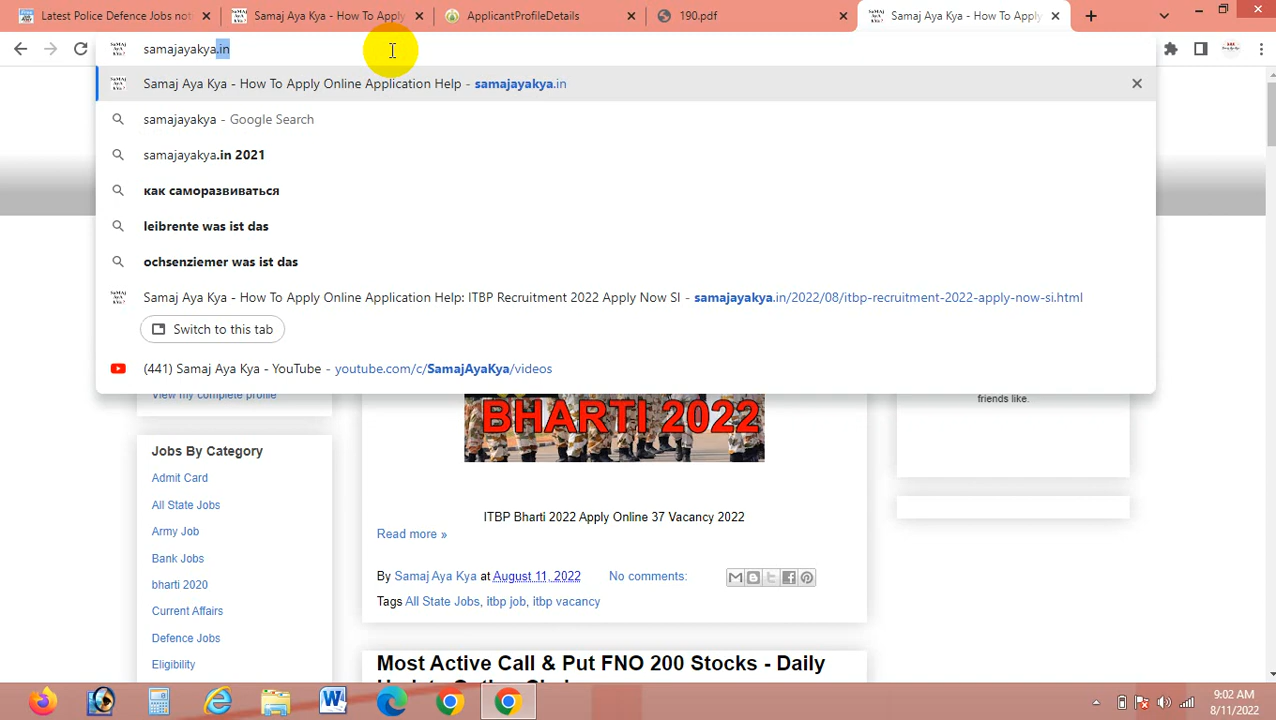 Latest Police Defence Jobs not
Samaj Aya Kya - How To Apply
ApplicantProfileDetails
190.pdf
Samaj Aya Kya - How To Apply
samajayakya.in
Samaj Aya Kya - How To Apply Online Application Help - samajayakya.in
samajayakya - Google Search
samajayakya.in 2021
как саморазвиваться
leibrente was ist das
ochsenziemer was ist das
Samaj Aya Kya - How To Apply Online Application Help: ITBP Recruitment 2022 Apply Now SI - samajayakya.in/2022/08/itbp-recruitment-2022-apply-now-si.html
Switch to this tab
(441) Samaj Aya Kya - YouTube - youtube.com/c/SamajAyaKya/videos
View my complete profile
friends like.
BHARTI 2022
Jobs By Category
Admit Card
All State Jobs
Army Job
Bank Jobs
bharti 2020
Current Affairs
Defence Jobs
Eligibility
ITBP Bharti 2022 Apply Online 37 Vacancy 2022
Read more »
By Samaj Aya Kya at August 11, 2022 No comments:
Tags All State Jobs, itbp job, itbp vacancy
Most Active Call & Put FNO 200 Stocks - Daily
9:02 AM
8/11/2022